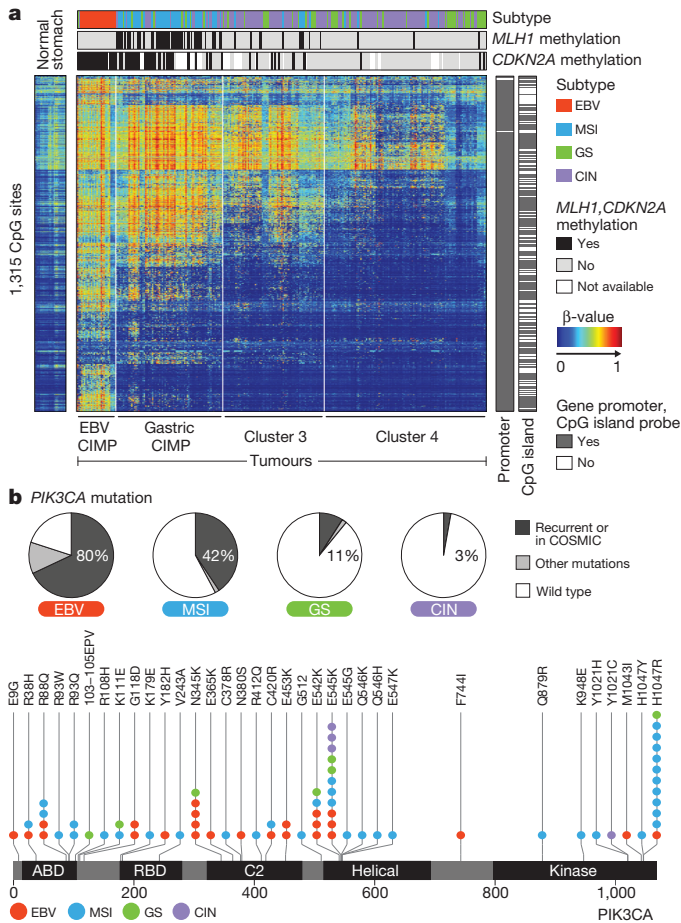 a
Normal stomach
Subtype
MLH1 methylation
CDKN2A methylation
1,315 CpG sites
Subtype
EBV
MSI
GS
CIN
MLH1,CDKN2A
methylation
Yes
No
Not available
β-value
0 1
Gene promoter,
CpG island probe
Yes
No
EBV CIMP
Gastric CIMP
Cluster 3
Cluster 4
Tumours
Promoter
CpG island
b PIK3CA mutation
80%
42%
11%
3%
EBV
MSI
GS
CIN
Recurrent or in COSMIC
Other mutations
Wild type
E9G
R38H
R88Q
R93W
R93Q
103–105EPV
R108H
K111E
G118D
K179E
Y182H
V243A
N345K
E365K
C378R
N380S
R412Q
C420R
E453K
G512
E542K
E545K
E545G
Q546K
Q546H
E547K
F744I
Q879R
K948E
Y1021H
Y1021C
M1043I
H1047Y
H1047R
ABD
RBD
C2
Helical
Kinase
0 200 400 600 800 1,000
PIK3CA
EBV MSI GS CIN